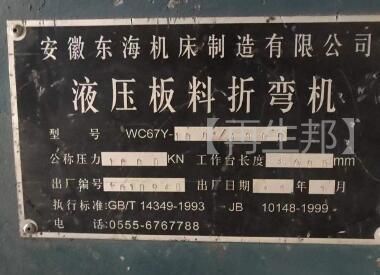 安徽东海机床制造有限公司
液压板料折弯机
型 号 WC67Y-
公称压力 KN 工作台长度 mm
出厂编号 出厂日期 年 月
执行标准:GB/T 14349-1993 JB 10148-1999
电 话:0555-6767788
【再生邦】